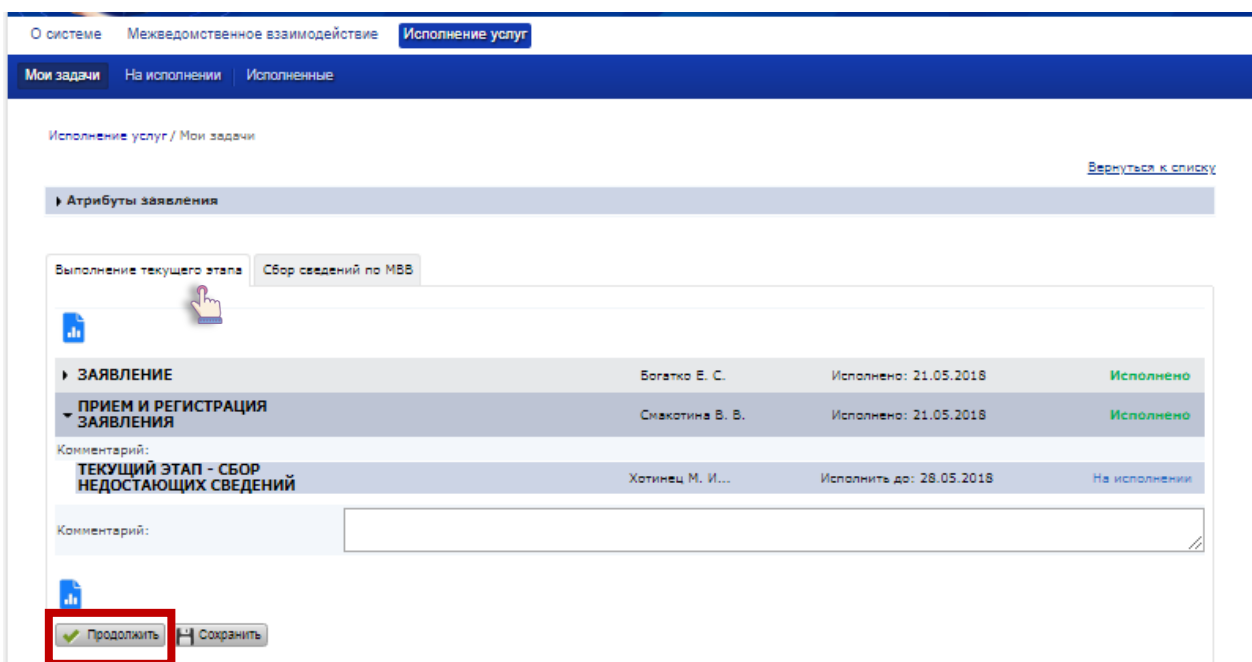 О системе Межведомственное взаимодействие Исполнение услуг
Мои задачи На исполнении Исполненные
Исполнение услуг / Мои задачи
Вернуться к списку
Атрибуты заявления
Выполнение текущего этапа Сбор сведений по МВВ
ЗАЯВЛЕНИЕ Богатко Е. С. Исполнено: 21.05.2018 Исполнено
ПРИЕМ И РЕГИСТРАЦИЯ
ЗАЯВЛЕНИЯ Смакотина В. В. Исполнено: 21.05.2018 Исполнено
Комментарий:
ТЕКУЩИЙ ЭТАП - СБОР
НЕДОСТАЮЩИХ СВЕДЕНИЙ Хотинец М. И... Исполнить до: 28.05.2018 На исполнении
Комментарий:
Продолжить Сохранить